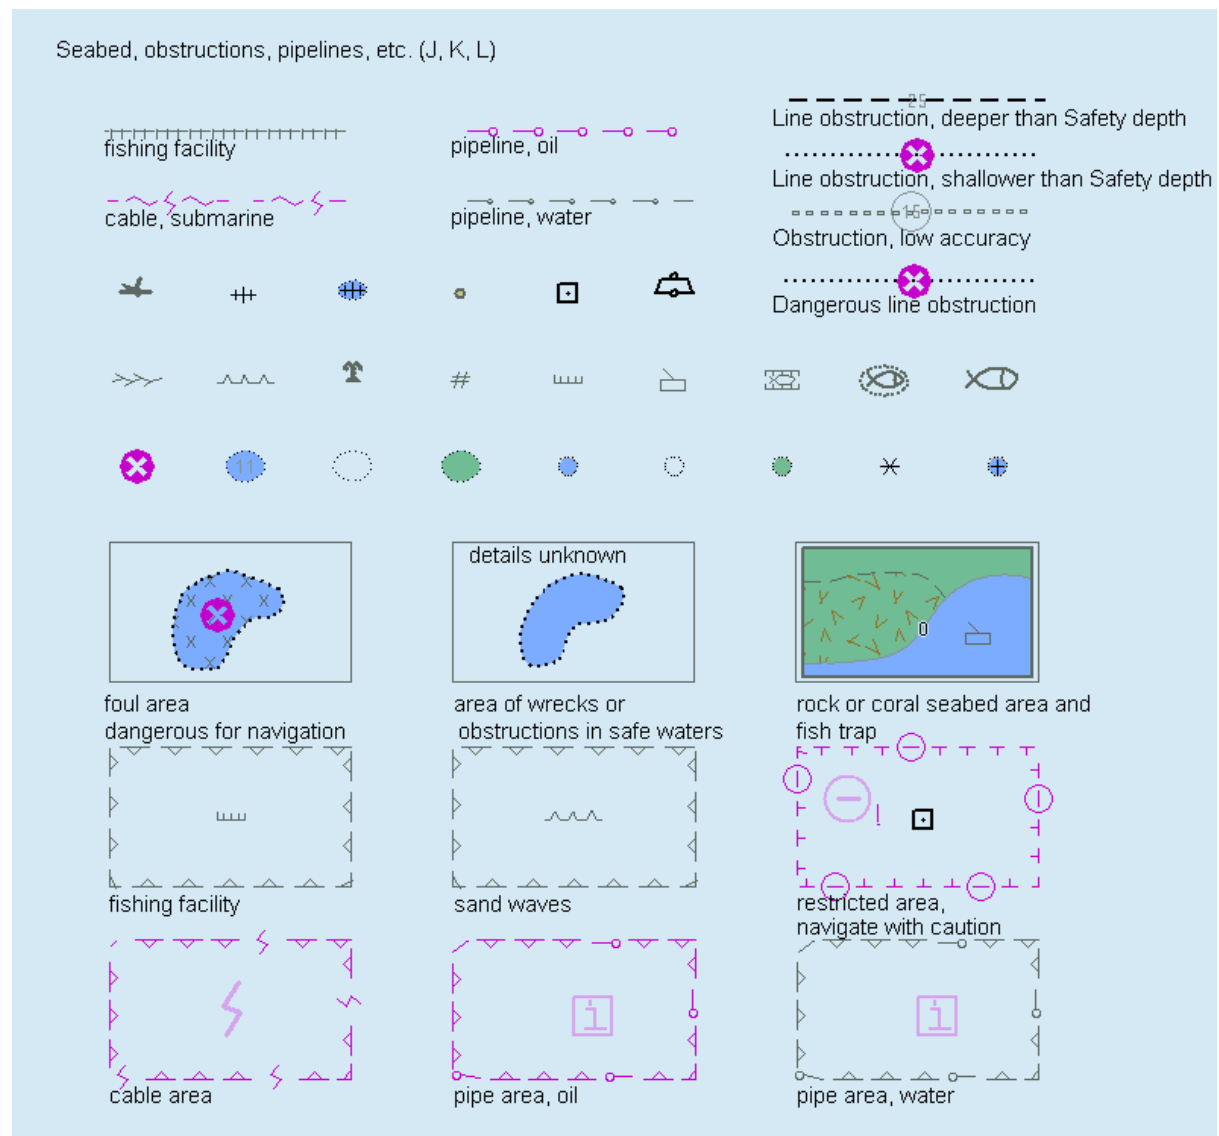 Seabed, obstructions, pipelines, etc. (J, K, L)
25
Line obstruction, deeper than Safety depth
fishing facility
pipeline, oil
Line obstruction, shallower than Safety depth
15
cable, submarine
pipeline, water
Obstruction, low accuracy
Dangerous line obstruction
#
11
details unknown
0
foul area
dangerous for navigation
area of wrecks or
obstructions in safe waters
rock or coral seabed area and
fish trap
!
fishing facility
sand waves
restricted area,
navigate with caution
i
i
cable area
pipe area, oil
pipe area, water